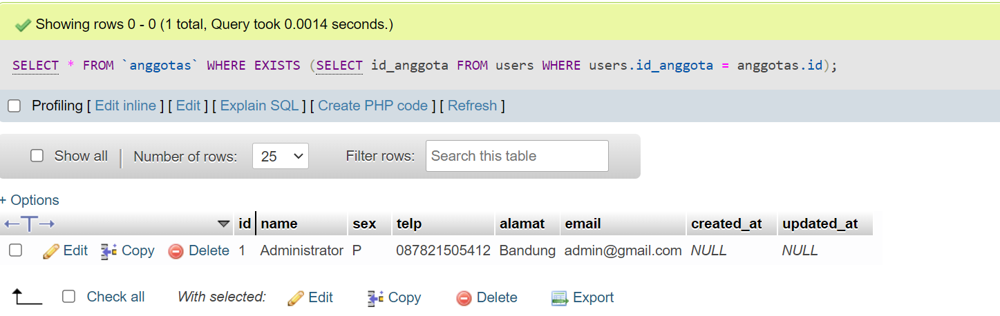 Showing rows 0 - 0 (1 total, Query took 0.0014 seconds.)
SELECT * FROM `anggotas` WHERE EXISTS (SELECT id_anggota FROM users WHERE users.id_anggota = anggotas.id);
Profiling [ Edit inline ] [ Edit ] [ Explain SQL ] [ Create PHP code ] [ Refresh ]
Show all | Number of rows: 25 Filter rows: Search this table
+ Options
←T→ id name sex telp alamat email created_at updated_at
Edit Copy Delete 1 Administrator P 087821505412 Bandung admin@gmail.com NULL NULL
Check all With selected: Edit Copy Delete Export